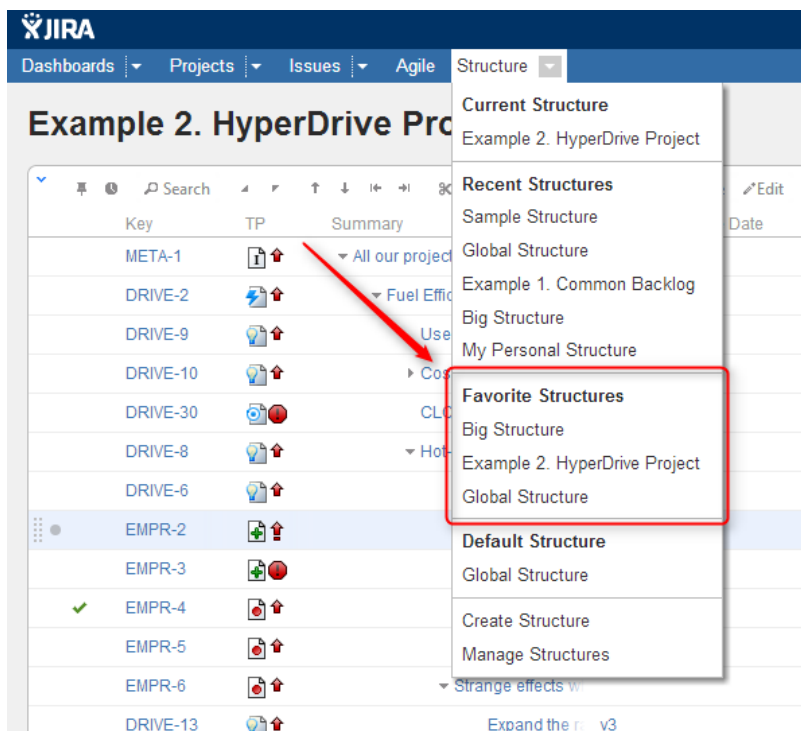 JIRA
Dashboards Projects Issues Agile Structure
Example 2. HyperDrive Pro
Search Edit
Key TP Summary Date
META-1 All our project
DRIVE-2 Fuel Effic
DRIVE-9 Use
DRIVE-10 Cos
DRIVE-30 CLO
DRIVE-8 Hot-
DRIVE-6
EMPR-2
EMPR-3
EMPR-4
EMPR-5
EMPR-6 Strange effects w
DRIVE-13 Expand the ra v3
Current Structure
Example 2. HyperDrive Project
Recent Structures
Sample Structure
Global Structure
Example 1. Common Backlog
Big Structure
My Personal Structure
Favorite Structures
Big Structure
Example 2. HyperDrive Project
Global Structure
Default Structure
Global Structure
Create Structure
Manage Structures